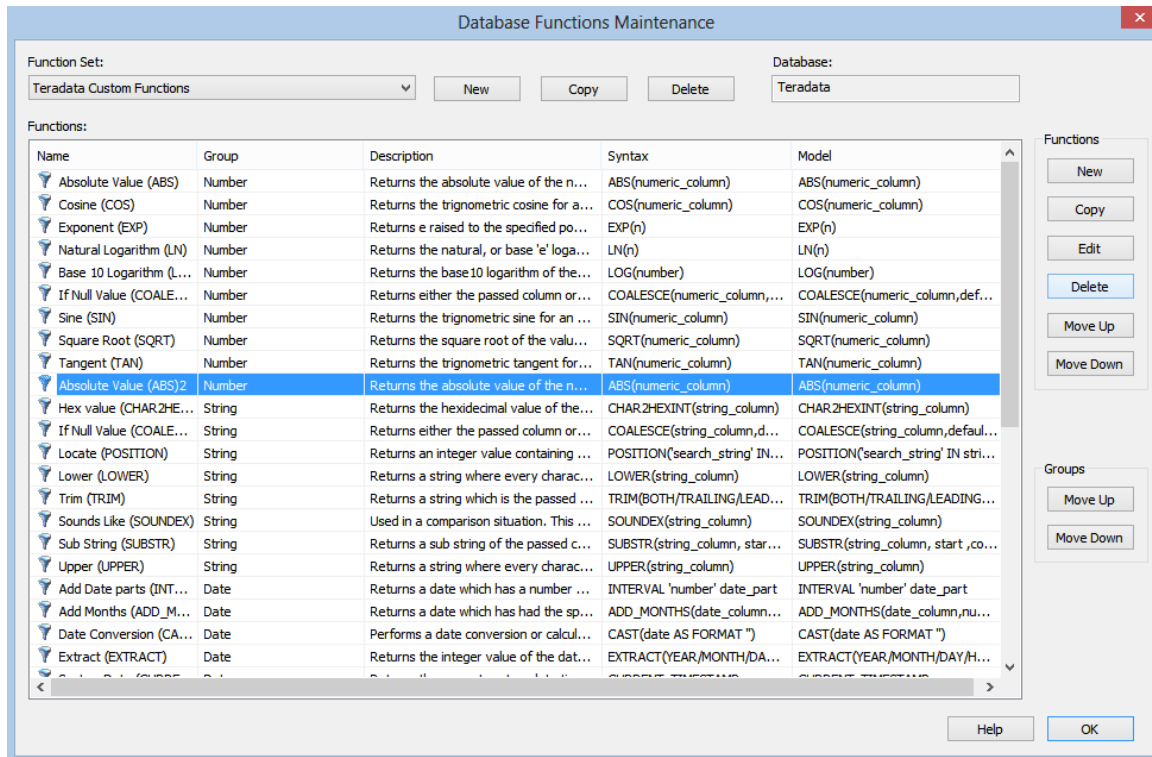 Database Functions Maintenance
Function Set:
Database:
Teradata Custom Functions New Copy Delete Teradata
Functions:
Functions
Name Group Description Syntax Model
New
Absolute Value (ABS) Number Returns the absolute value of the n... ABS(numeric_column) ABS(numeric_column)
Cosine (COS) Number Returns the trignometric cosine for a... COS(numeric_column) COS(numeric_column)
Copy
Exponent (EXP) Number Returns e raised to the specified po... EXP(n) EXP(n)
Natural Logarithm (LN) Number Returns the natural, or base 'e' loga... LN(n) LN(n)
Edit
Base 10 Logarithm (L... Number Returns the base10 logarithm of the... LOG(number) LOG(number)
If Null Value (COALE... Number Returns either the passed column or... COALESCE(numeric_column,... COALESCE(numeric_column,def...
Delete
Sine (SIN) Number Returns the trignometric sine for an ... SIN(numeric_column) SIN(numeric_column)
Move Up
Square Root (SQRT) Number Returns the square root of the valu... SQRT(numeric_column) SQRT(numeric_column)
Tangent (TAN) Number Returns the trignometric tangent for... TAN(numeric_column) TAN(numeric_column)
Move Down
Absolute Value (ABS)2 Number Returns the absolute value of the n... ABS(numeric_column) ABS(numeric_column)
Hex value (CHAR2HE... String Returns the hexidecimal value of the... CHAR2HEXINT(string_column) CHAR2HEXINT(string_column)
If Null Value (COALE... String Returns either the passed column or... COALESCE(string_column,d... COALESCE(string_column,defaul...
Locate (POSITION) String Returns an integer value containing ... POSITION('search_string' IN... POSITION('search_string' IN stri...
Groups
Lower (LOWER) String Returns a string where every charac... LOWER(string_column) LOWER(string_column)
Trim (TRIM) String Returns a string which is the passed ... TRIM(BOTH/TRAILING/LEAD... TRIM(BOTH/TRAILING/LEADING...
Move Up
Sounds Like (SOUNDEX) String Used in a comparison situation. This ... SOUNDEX(string_column) SOUNDEX(string_column)
Sub String (SUBSTR) String Returns a sub string of the passed c... SUBSTR(string_column, star... SUBSTR(string_column, start ,co...
Move Down
Upper (UPPER) String Returns a string where every charac... UPPER(string_column) UPPER(string_column)
Add Date parts (INT... Date Returns a date which has a number ... INTERVAL 'number' date_part INTERVAL 'number' date_part
Add Months (ADD_M... Date Returns a date which has had the sp... ADD_MONTHS(date_column... ADD_MONTHS(date_column,nu...
Date Conversion (CA... Date Performs a date conversion or calcul... CAST(date AS FORMAT '') CAST(date AS FORMAT '')
Extract (EXTRACT) Date Returns the integer value of the dat... EXTRACT(YEAR/MONTH/DA... EXTRACT(YEAR/MONTH/DAY/H...
Help OK